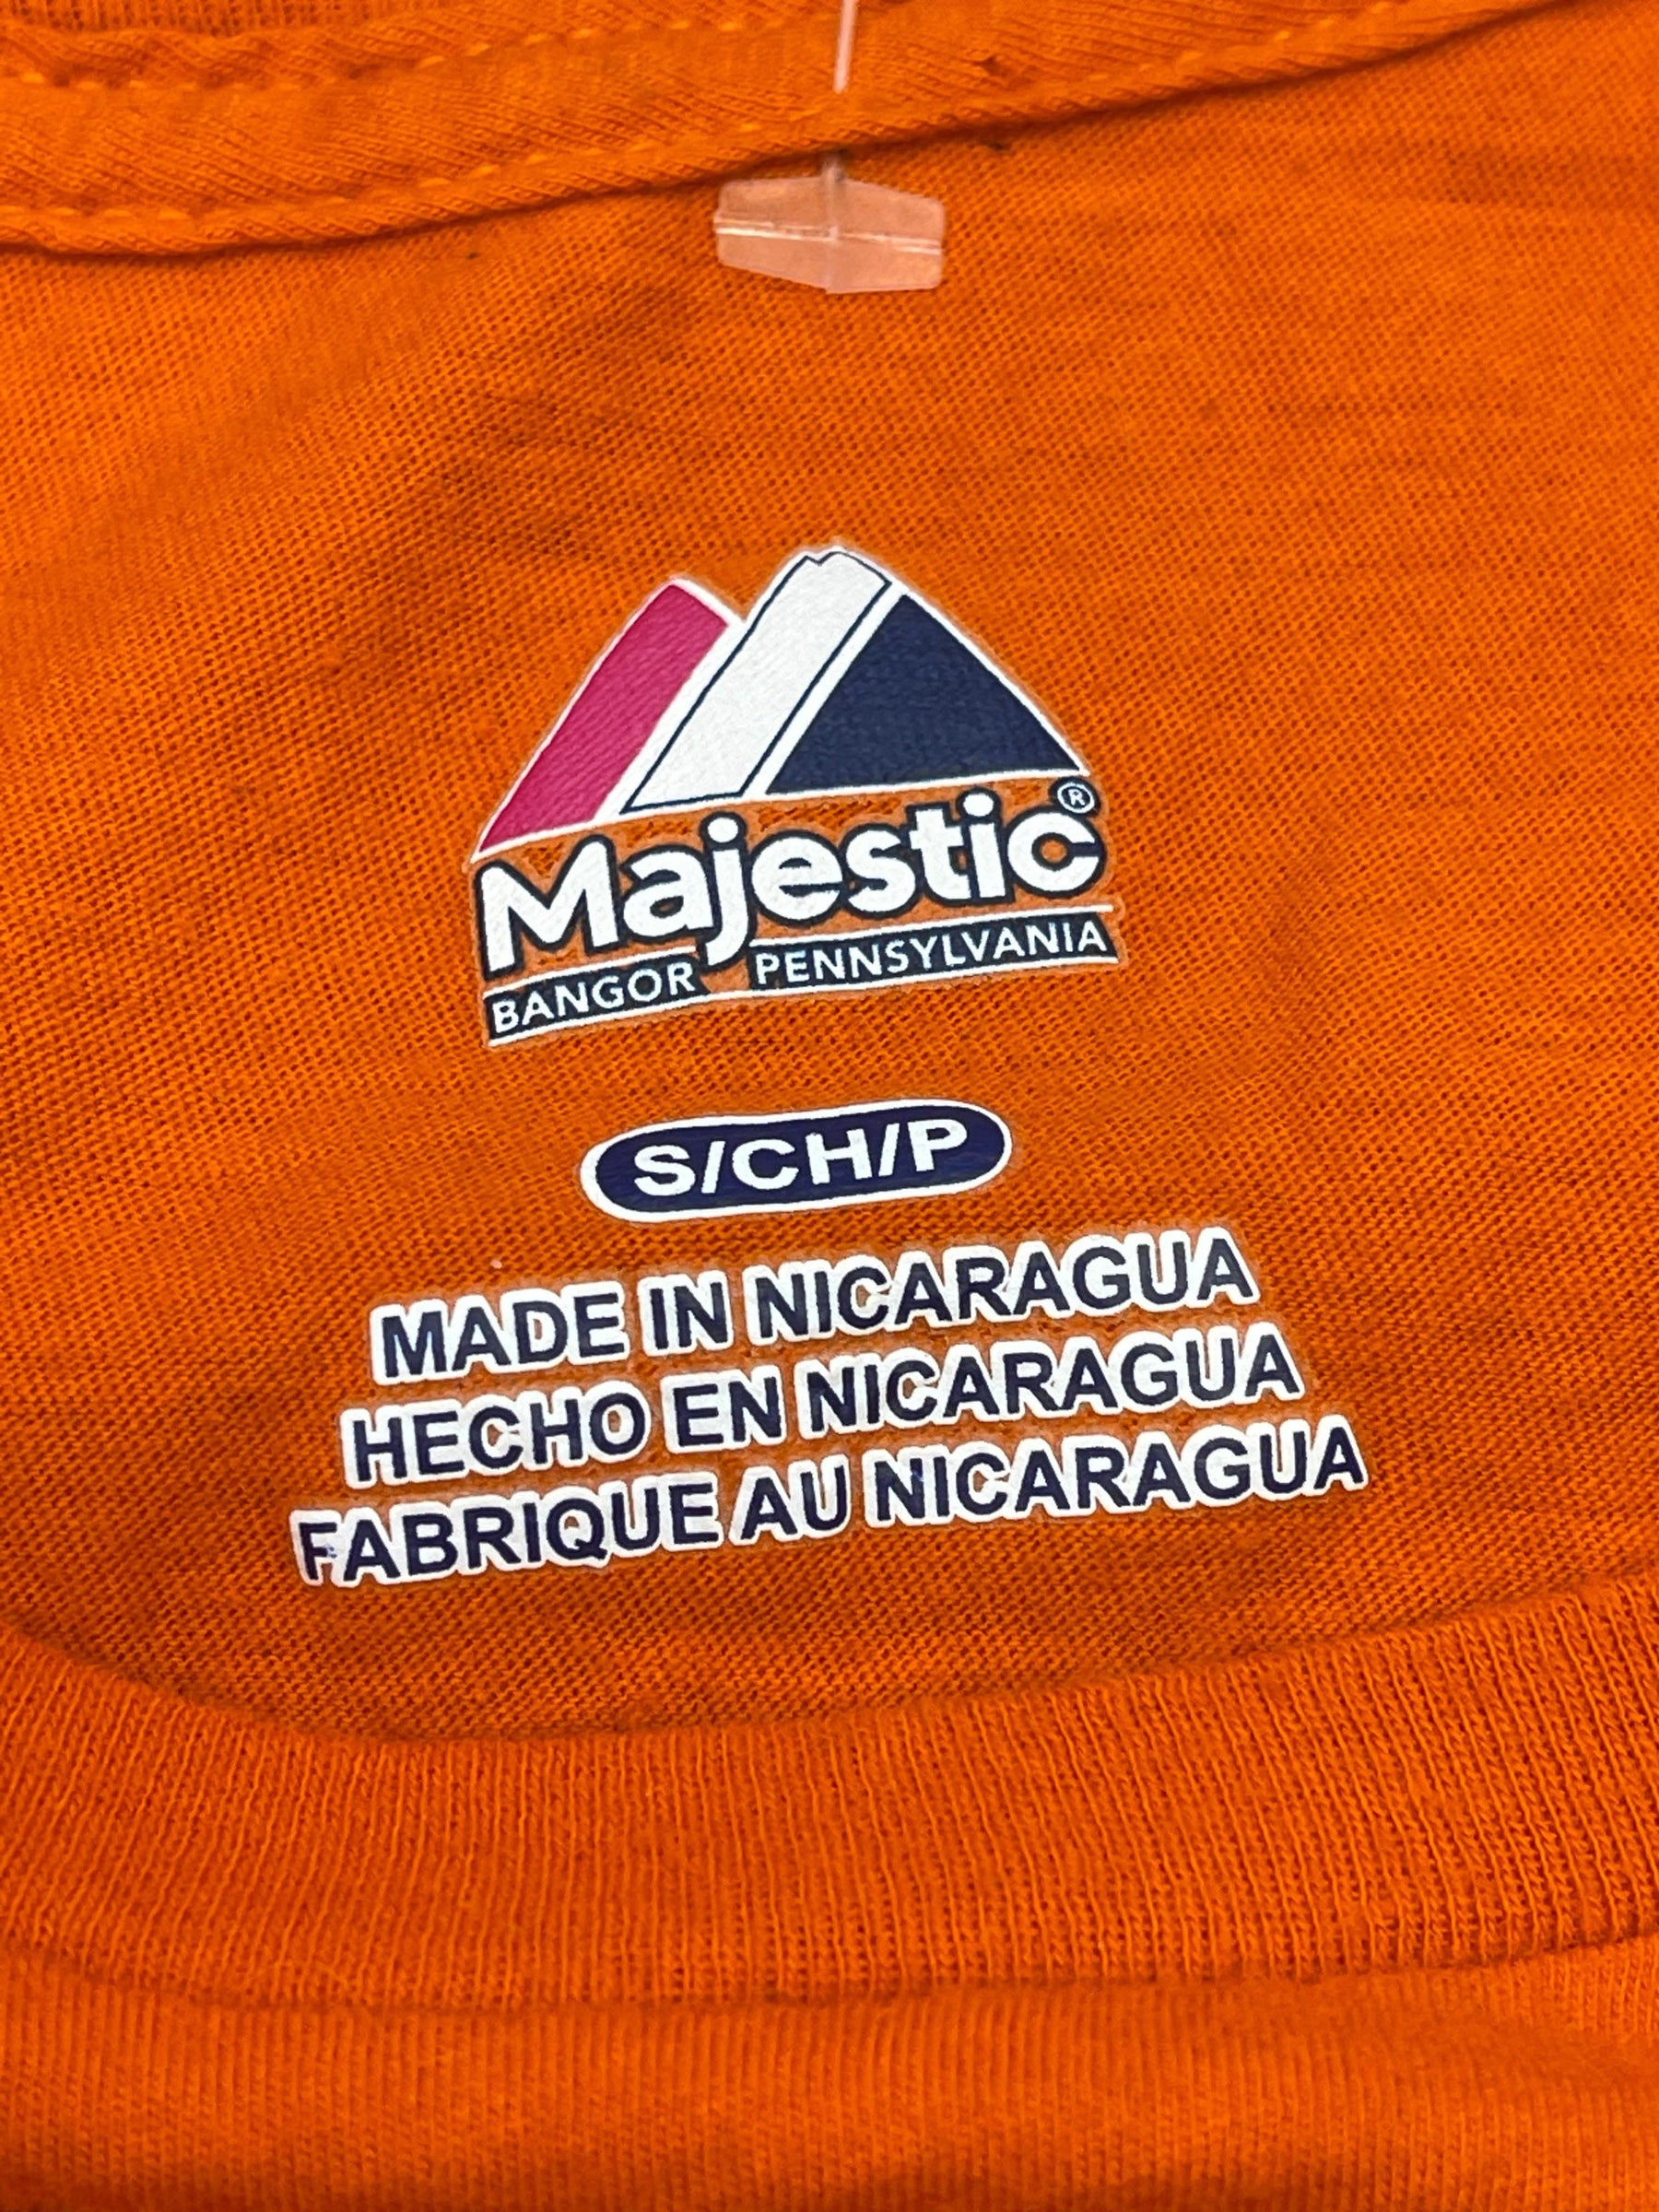 Majestic®
BANGOR PENNSYLVANIA
S/CH/P
MADE IN NICARAGUA
HECHO EN NICARAGUA
FABRIQUE AU NICARAGUA